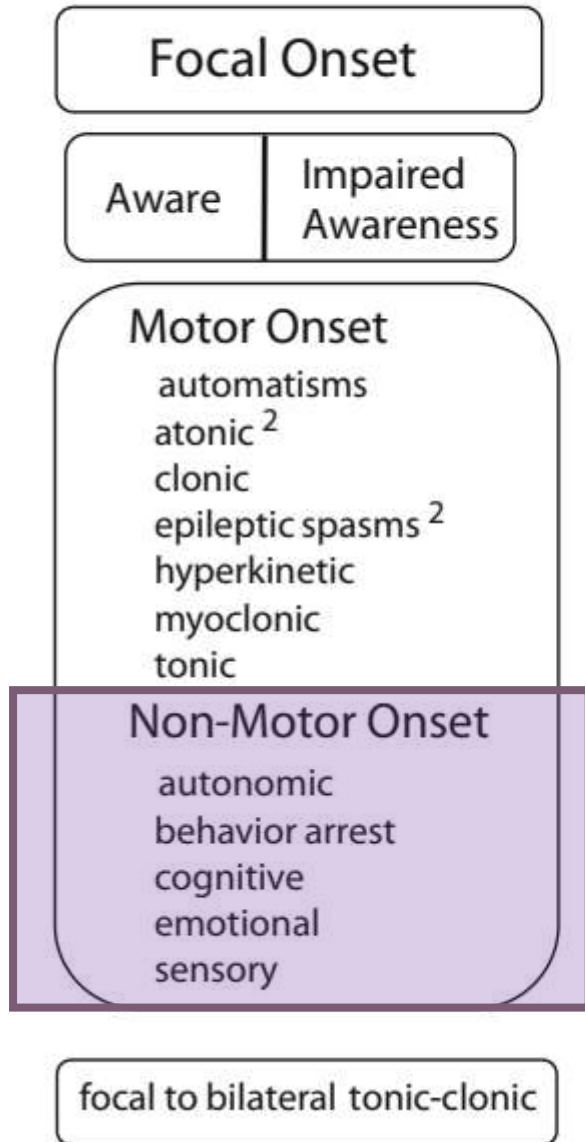 Focal Onset
Aware
Impaired
Awareness
Motor Onset
automatisms
atonic ²
clonic
epileptic spasms ²
hyperkinetic
myoclonic
tonic
Non-Motor Onset
autonomic
behavior arrest
cognitive
emotional
sensory
focal to bilateral tonic-clonic